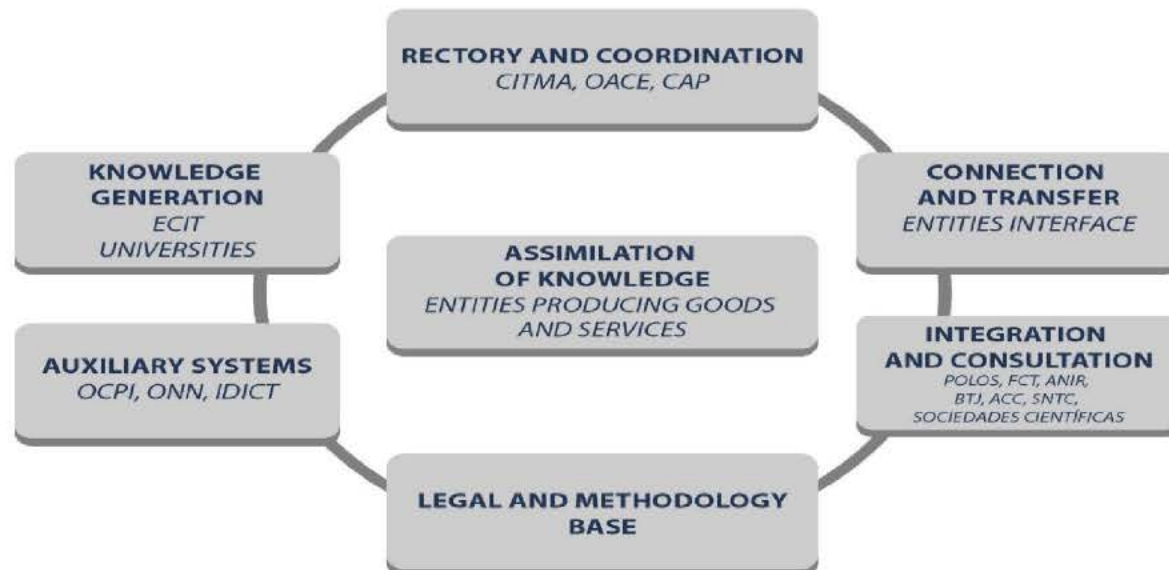 RECTORY AND COORDINATION
CITMA, OACE, CAP
KNOWLEDGE
GENERATION
ECIT
UNIVERSITIES
CONNECTION
AND TRANSFER
ENTITIES INTERFACE
ASSIMILATION
OF KNOWLEDGE
ENTITIES PRODUCING GOODS
AND SERVICES
AUXILIARY SYSTEMS
OCPI, ONN, IDICT
INTEGRATION
AND CONSULTATION
POLOS, FCT, ANIR,
BTJ, ACC, SNTC,
SOCIEDADES CIENTÍFICAS
LEGAL AND METHODOLOGY
BASE